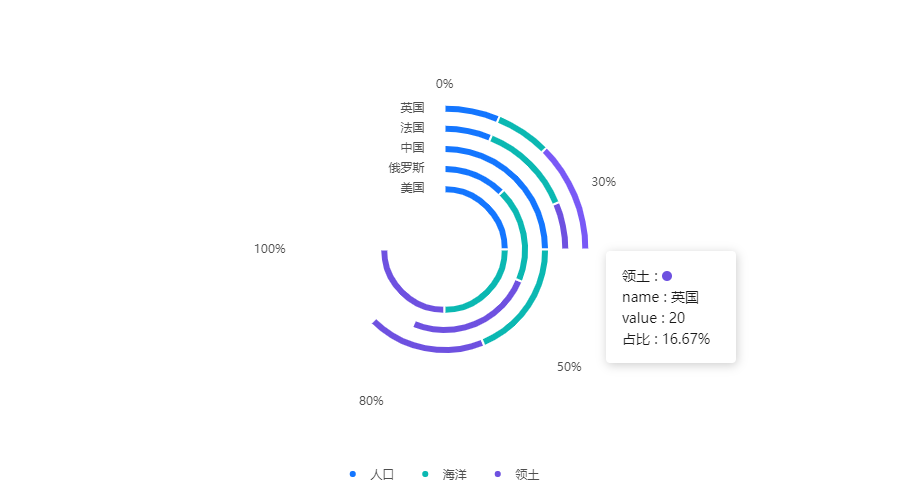 0%
英国
法国
中国
俄罗斯
美国
30%
100%
领土 :
name : 英国
value : 20
占比 : 16.67%
50%
80%
人口 海洋 领土